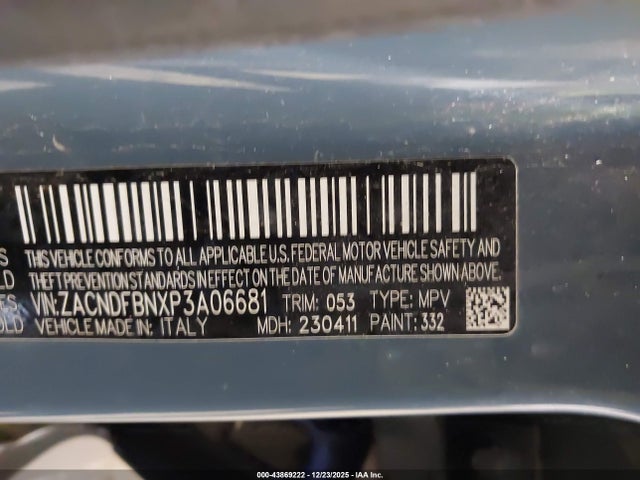 THIS VEHICLE CONFORMS TO ALL APPLICABLE U.S. FEDERAL MOTOR VEHICLE SAFETY AND
THEFT PREVENTION STANDARDS IN EFFECT ON THE DATE OF MANUFACTURE SHOWN ABOVE.
VIN: ZACNDFBNXP3A06681 TRIM: 053 TYPE: MPV
VEHICLE MADE IN: ITALY MDH: 230411 PAINT: 332
000-43869222 - 12/23/2025 - IAA Inc.